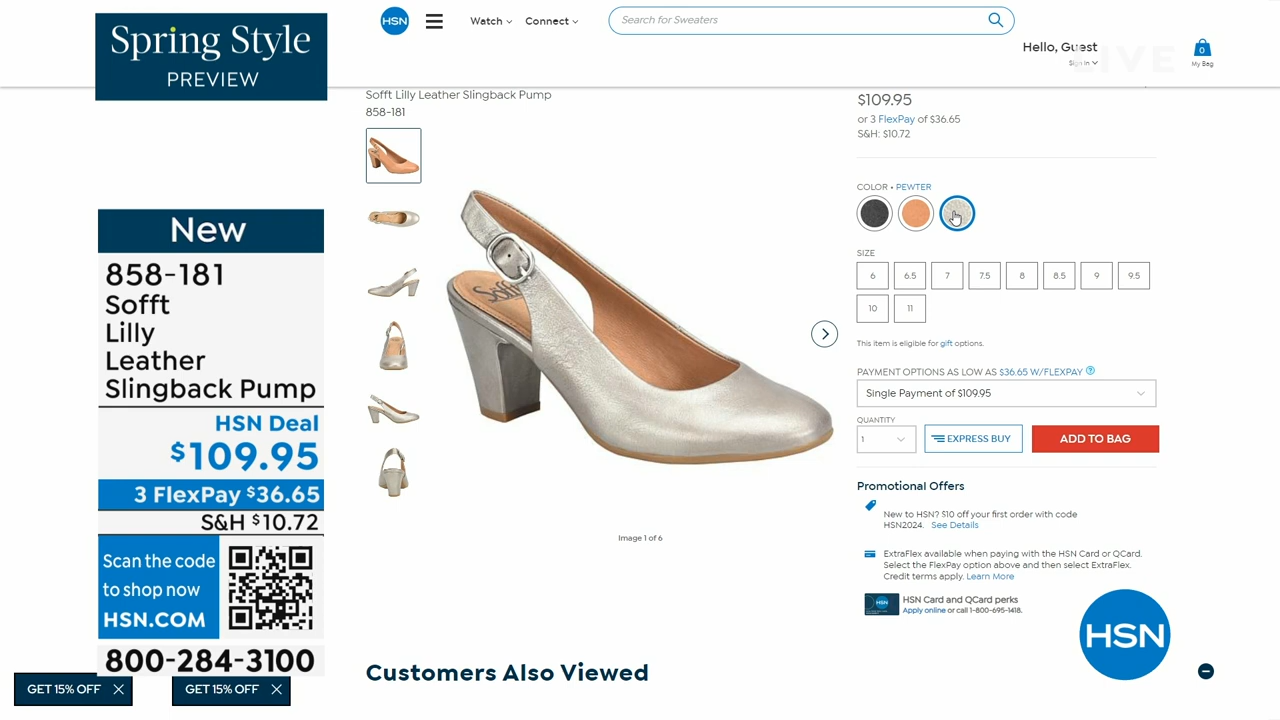 Spring Style
PREVIEW
HSN
Watch
Connect
Search for Sweaters
Hello, Guest
Sign In
LIVE
0
My Bag
Sofft Lilly Leather Slingback Pump
858-181
$109.95
or 3 FlexPay of $36.65
S&H: $10.72
COLOR • PEWTER
SIZE
6 6.5 7 7.5 8 8.5 9 9.5
10 11
This item is eligible for gift options.
PAYMENT OPTIONS AS LOW AS $36.65 W/FLEXPAY ?
Single Payment of $109.95
QUANTITY
1
EXPRESS BUY
ADD TO BAG
Promotional Offers
New to HSN? $10 off your first order with code
HSN2024. See Details
ExtraFlex available when paying with the HSN Card or QCard.
Select the FlexPay option above and then select ExtraFlex.
Credit terms apply. Learn More
HSN
HSN Card and QCard perks
Apply online or call 1-800-695-1418.
Sofft
Image 1 of 6
New
858-181
Sofft
Lilly
Leather
Slingback Pump
HSN Deal
$109.95
3 FlexPay $36.65
S&H $10.72
Scan the code
to shop now
HSN.COM
800-284-3100
GET 15% OFF
GET 15% OFF
Customers Also Viewed
HSN